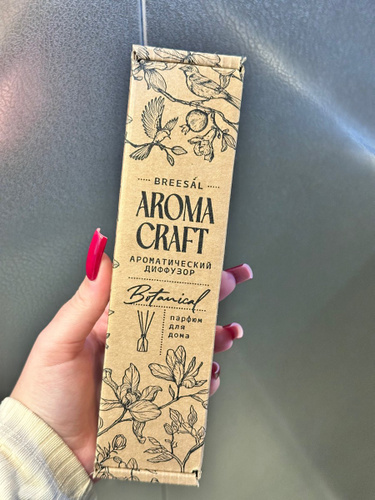 BREESÁL
AROMA
CRAFT
АРОМАТИЧЕСКИЙ
ДИФФУЗОР
Botanical
парфюм
для
дома